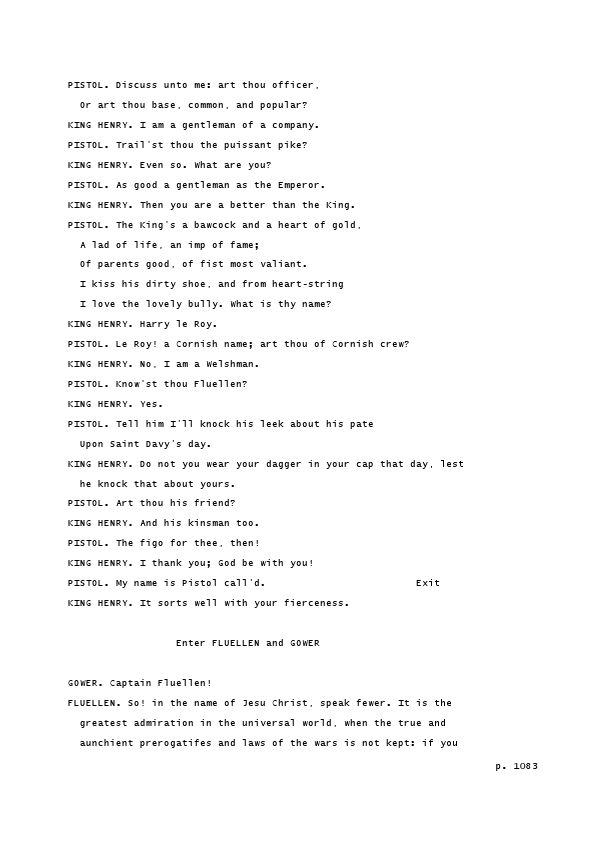 PISTOL. Discuss unto me: art thou officer,
Or art thou base, common, and popular?
KING HENRY. I am a gentleman of a company.
PISTOL. Trail'st thou the puissant pike?
KING HENRY. Even so. What are you?
PISTOL. As good a gentleman as the Emperor.
KING HENRY. Then you are a better than the King.
PISTOL. The King's a bawcock and a heart of gold,
A lad of life, an imp of fame;
Of parents good, of fist most valiant.
I kiss his dirty shoe, and from heart-string
I love the lovely bully. What is thy name?
KING HENRY. Harry le Roy.
PISTOL. Le Roy! a Cornish name; art thou of Cornish crew?
KING HENRY. No, I am a Welshman.
PISTOL. Know'st thou Fluellen?
KING HENRY. Yes.
PISTOL. Tell him I'll knock his leek about his pate
Upon Saint Davy's day.
KING HENRY. Do not you wear your dagger in your cap that day, lest
he knock that about yours.
PISTOL. Art thou his friend?
KING HENRY. And his kinsman too.
PISTOL. The figo for thee, then!
KING HENRY. I thank you; God be with you!
PISTOL. My name is Pistol call'd. Exit
KING HENRY. It sorts well with your fierceness.
Enter FLUELLEN and GOWER
GOWER. Captain Fluellen!
FLUELLEN. So! in the name of Jesu Christ, speak fewer. It is the
greatest admiration in the universal world, when the true and
aunchient prerogatifes and laws of the wars is not kept: if you
p. 1083